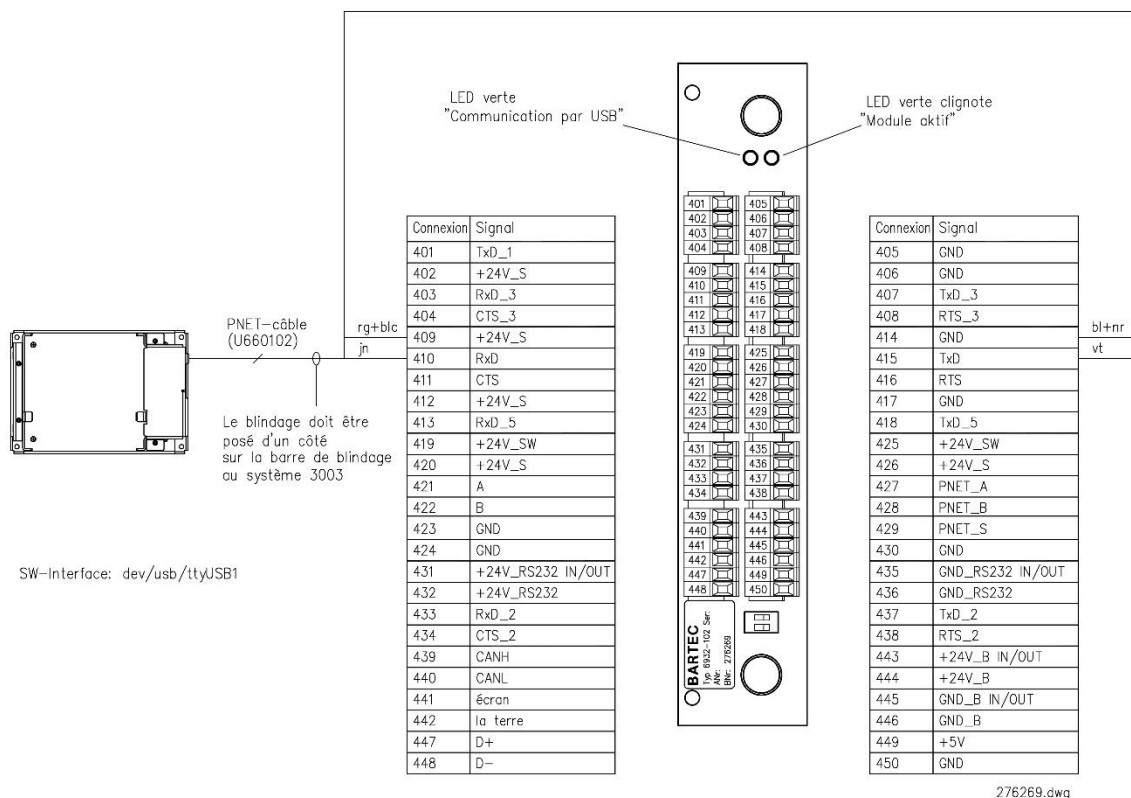 LED verte
"Communication par USB"
LED verte clignote
"Module aktif"
401 405
402 406
403 407
404 408
409 414
410 415
411 416
412 417
413 418
419 425
420 426
421 427
422 428
423 429
424 430
431 435
432 436
433 437
434 438
439 443
440 444
441 445
442 446
447 449
448 450
BARTEC
Typ 6932-102 Ser:
ANr:
BNr: 276269
PNET-câble
(U660102)
rg+blc
jn
Le blindage doit être
posé d'un côté
sur la barre de blindage
au système 3003
SW-Interface: dev/usb/ttyUSB1
Connexion Signal
401 TxD_1
402 +24V_S
403 RxD_3
404 CTS_3
409 +24V_S
410 RxD
411 CTS
412 +24V_S
413 RxD_5
419 +24V_SW
420 +24V_S
421 A
422 B
423 GND
424 GND
431 +24V_RS232 IN/OUT
432 +24V_RS232
433 RxD_2
434 CTS_2
439 CANH
440 CANL
441 écran
442 la terre
447 D+
448 D-
Connexion Signal
405 GND
406 GND
407 TxD_3
408 RTS_3
414 GND
415 TxD
416 RTS
417 GND
418 TxD_5
425 +24V_SW
426 +24V_S
427 PNET_A
428 PNET_B
429 PNET_S
430 GND
435 GND_RS232 IN/OUT
436 GND_RS232
437 TxD_2
438 RTS_2
443 +24V_B IN/OUT
444 +24V_B
445 GND_B IN/OUT
446 GND_B
449 +5V
450 GND
bl+nr
vt
276269.dwg